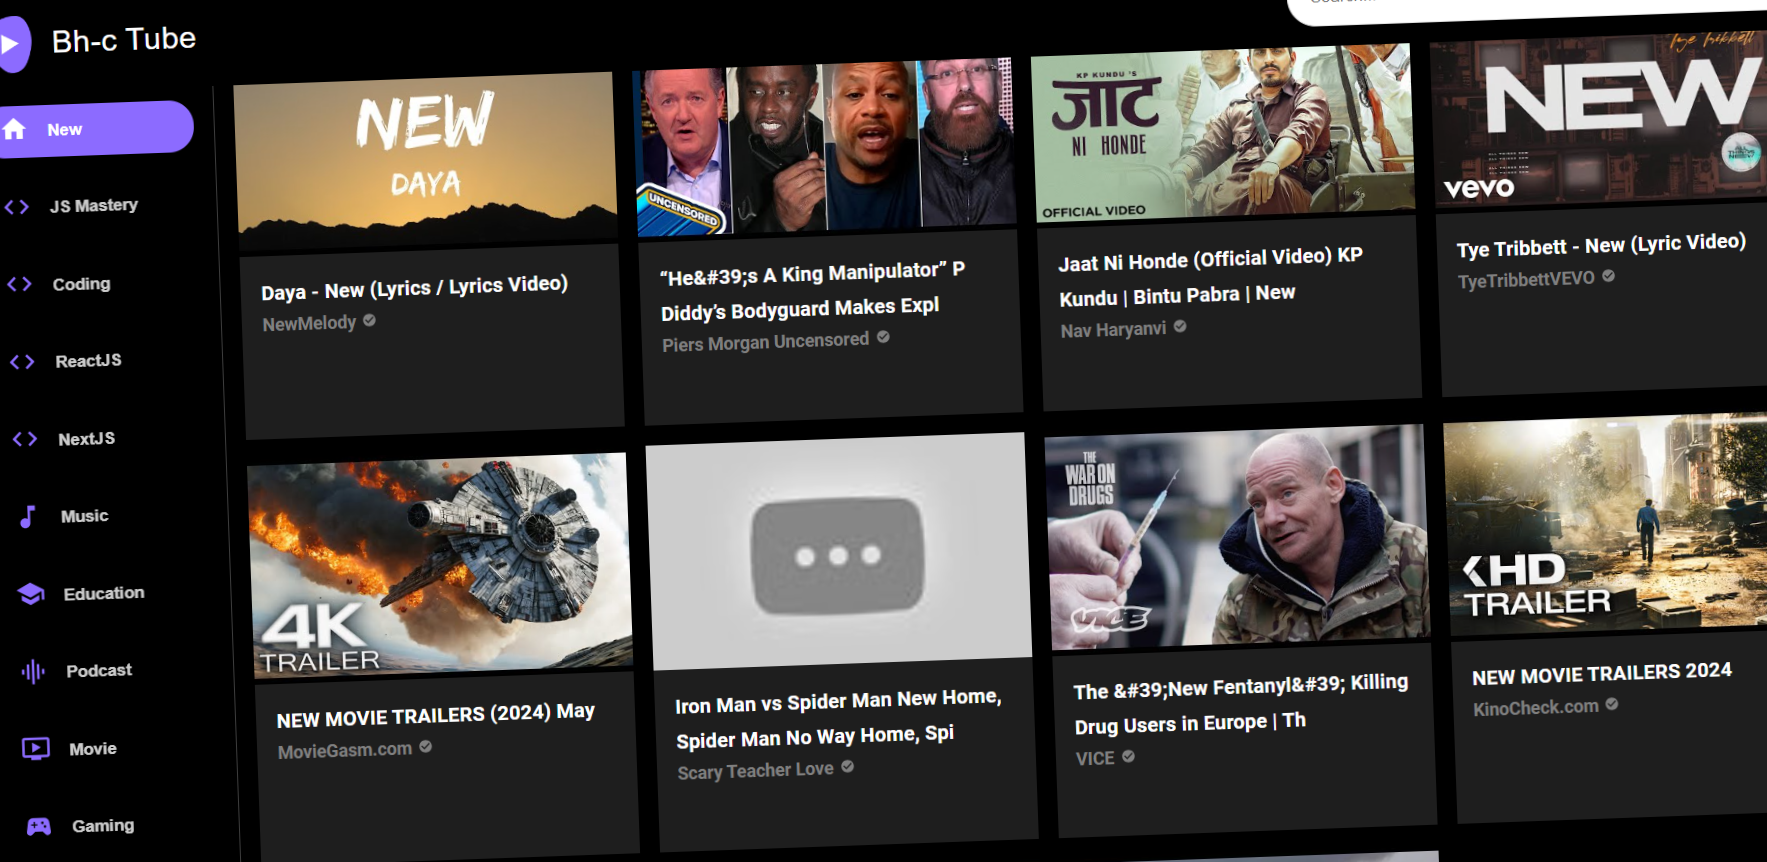 Bh-c Tube
New
JS Mastery
Coding
ReactJS
NextJS
Music
Education
Podcast
Movie
Gaming
NEW
DAYA
Daya - New (Lyrics / Lyrics Video)
NewMelody
UNCENSORED
“He&#39;s A King Manipulator” P
Diddy’s Bodyguard Makes Expl
Piers Morgan Uncensored
KP KUNDU 'S
जाट
NI HONDE
OFFICIAL VIDEO
Jaat Ni Honde (Official Video) KP
Kundu | Bintu Pabra | New
Nav Haryanvi
Tye Tribbett
NEW
vevo
Tye Tribbett - New (Lyric Video)
TyeTribbettVEVO
4K
TRAILER
NEW MOVIE TRAILERS (2024) May
MovieGasm.com
Iron Man vs Spider Man New Home,
Spider Man No Way Home, Spi
Scary Teacher Love
THE
WAR ON
DRUGS
VICE
The &#39;New Fentanyl&#39; Killing
Drug Users in Europe | Th
VICE
HD
TRAILER
NEW MOVIE TRAILERS 2024
KinoCheck.com